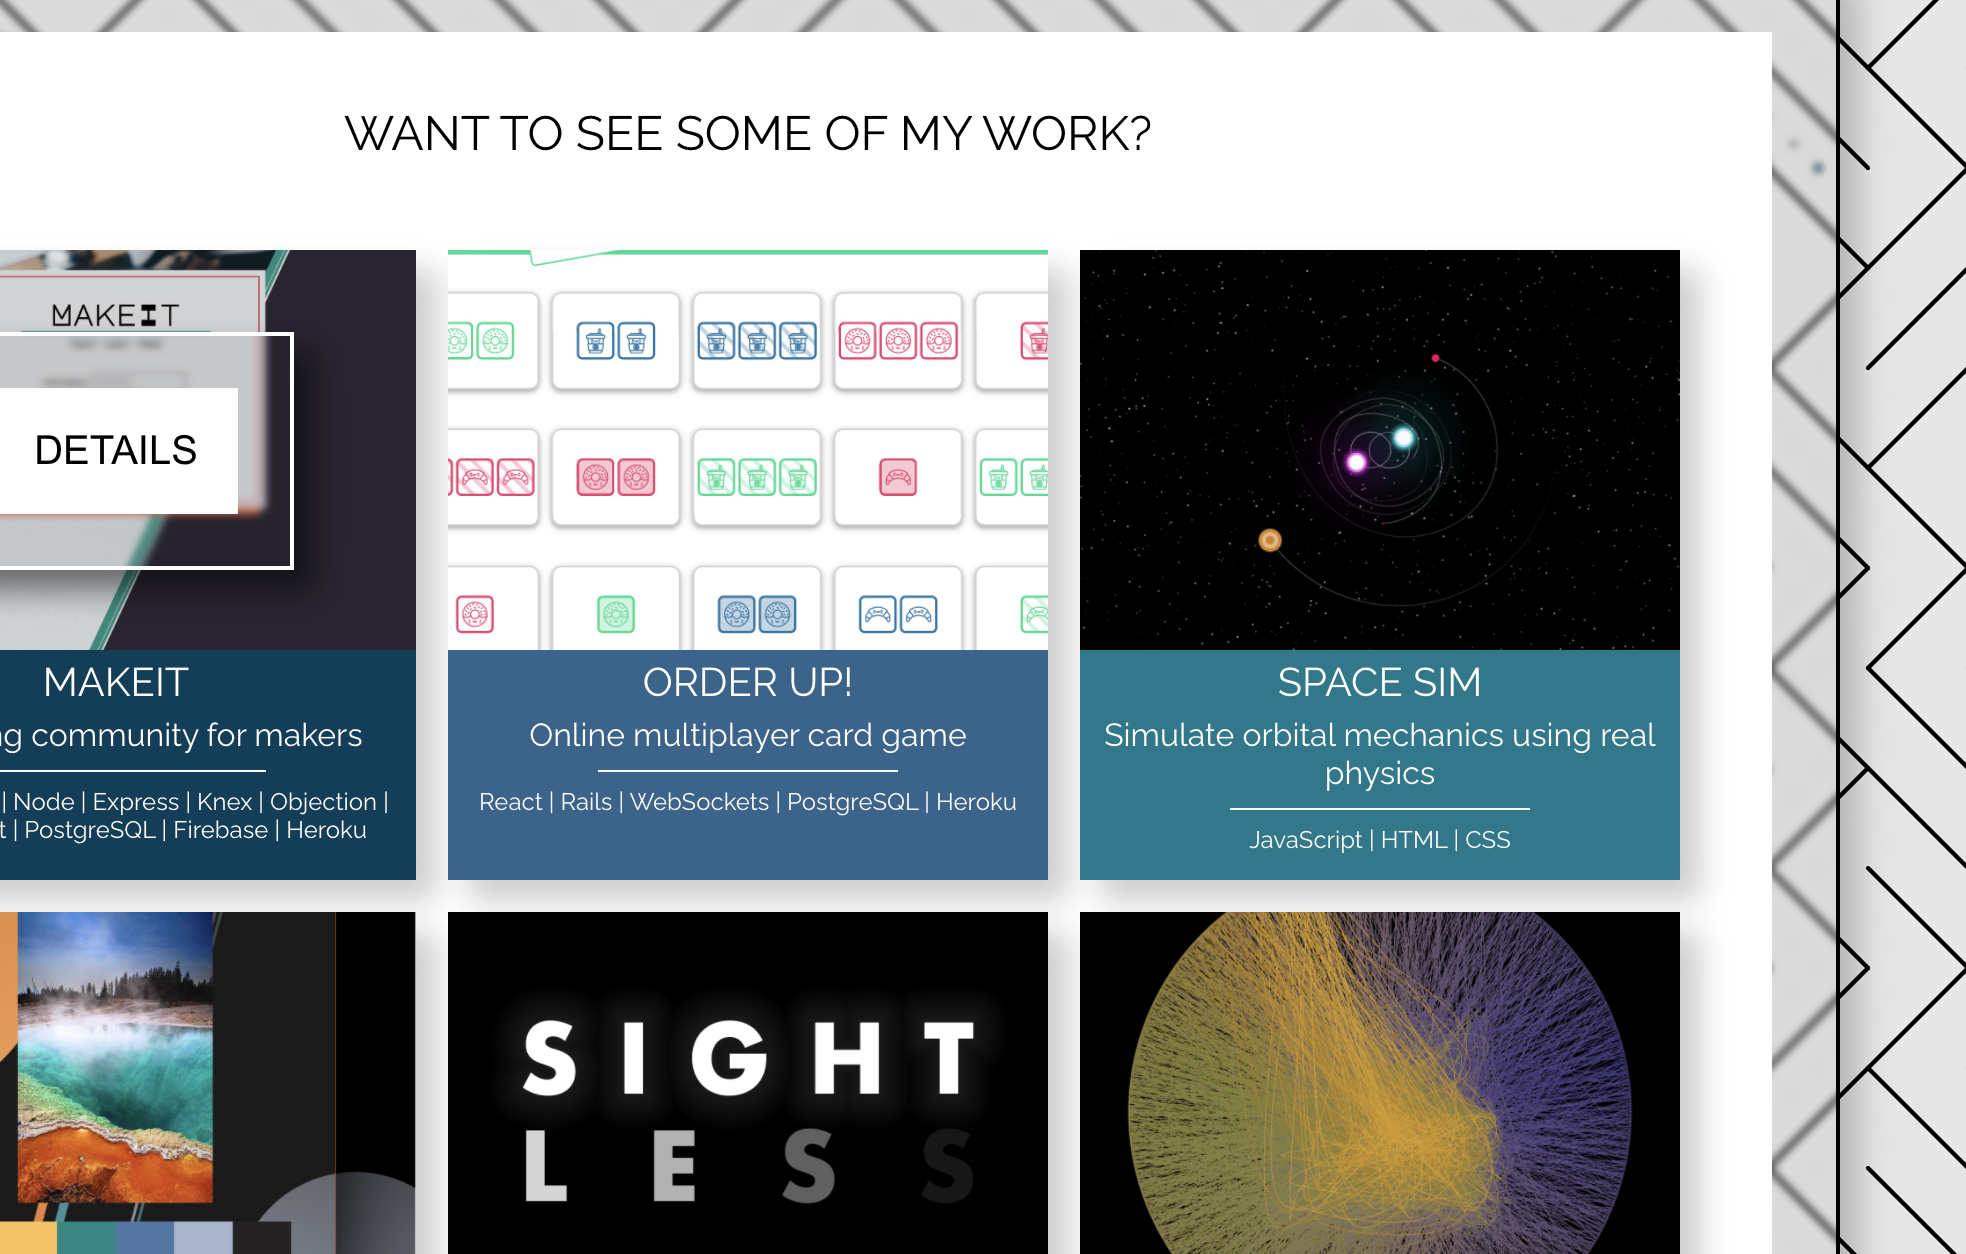 WANT TO SEE SOME OF MY WORK?
MAKEIT
DETAILS
MAKEIT
community for makers
| Node | Express | Knex | Objection |
| PostgreSQL | Firebase | Heroku
ORDER UP!
Online multiplayer card game
React | Rails | WebSockets | PostgreSQL | Heroku
SPACE SIM
Simulate orbital mechanics using real
physics
JavaScript | HTML | CSS
SIGHT
LESS